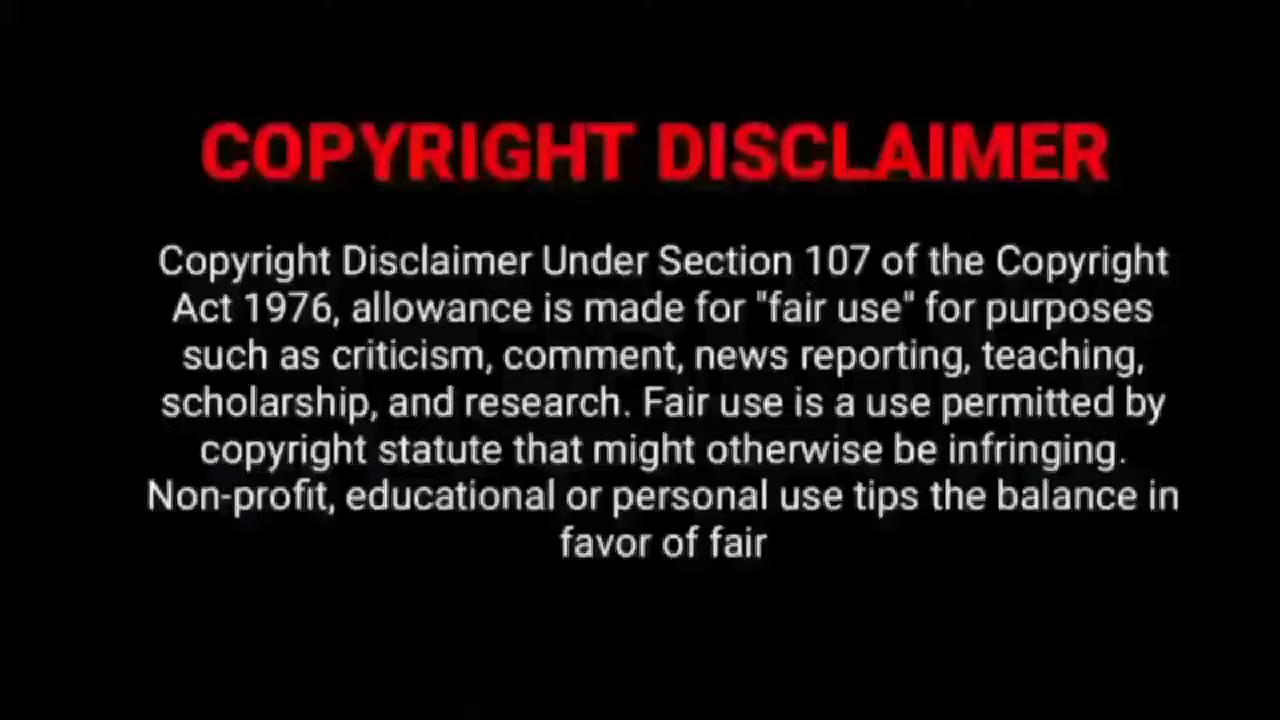 COPYRIGHT DISCLAIMER
Copyright Disclaimer Under Section 107 of the Copyright
Act 1976, allowance is made for "fair use" for purposes
such as criticism, comment, news reporting, teaching,
scholarship, and research. Fair use is a use permitted by
copyright statute that might otherwise be infringing.
Non-profit, educational or personal use tips the balance in
favor of fair